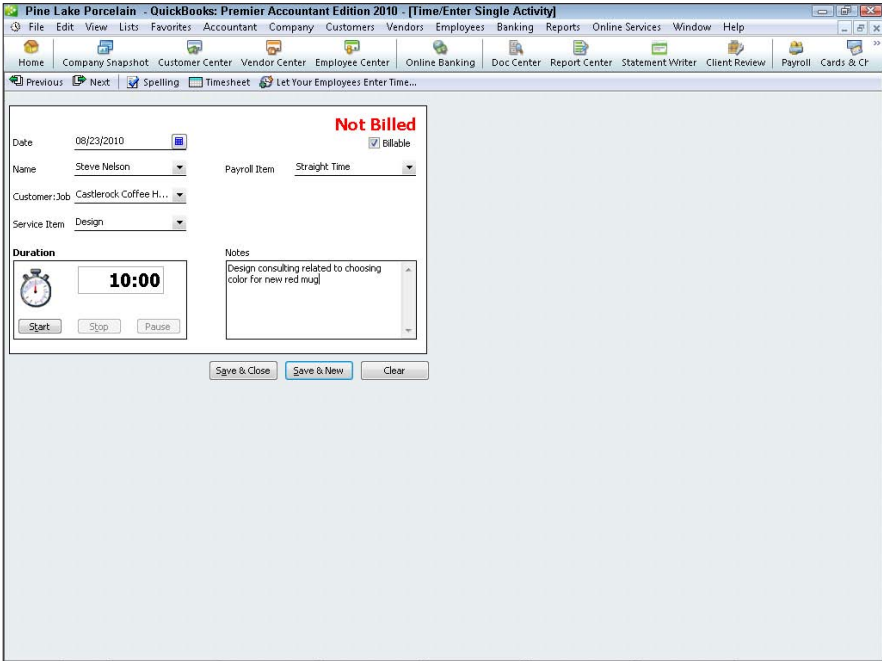 Pine Lake Porcelain - QuickBooks: Premier Accountant Edition 2010 - [Time/Enter Single Activity]
File Edit View Lists Favorites Accountant Company Customers Vendors Employees Banking Reports Online Services Window Help
Home Company Snapshot Customer Center Vendor Center Employee Center Online Banking Doc Center Report Center Statement Writer Client Review Payroll Cards & Cr
Previous Next Spelling Timesheet Let Your Employees Enter Time...
Not Billed
Date 08/23/2010 Billable
Name Steve Nelson Payroll Item Straight Time
Customer:Job Castlerock Coffee H...
Service Item Design
Duration Notes
10:00
Design consulting related to choosing
color for new red mug
Start Stop Pause
Save & Close Save & New Clear